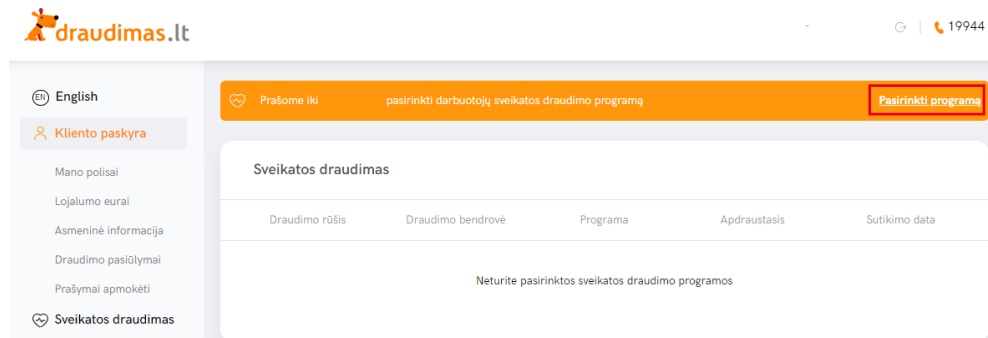 draudimas.lt
- 19944
EN English
Prašome iki pasirinkti darbuotojų sveikatos draudimo programą Pasirinkti programą
Kliento paskyra
Mano polisai
Lojalumo eurai
Asmeninė informacija
Draudimo pasiūlymai
Prašymai apmokėti
Sveikatos draudimas
Sveikatos draudimas
Draudimo rūšis Draudimo bendrovė Programa Apdraustasis Sutikimo data
Neturite pasirinktos sveikatos draudimo programos